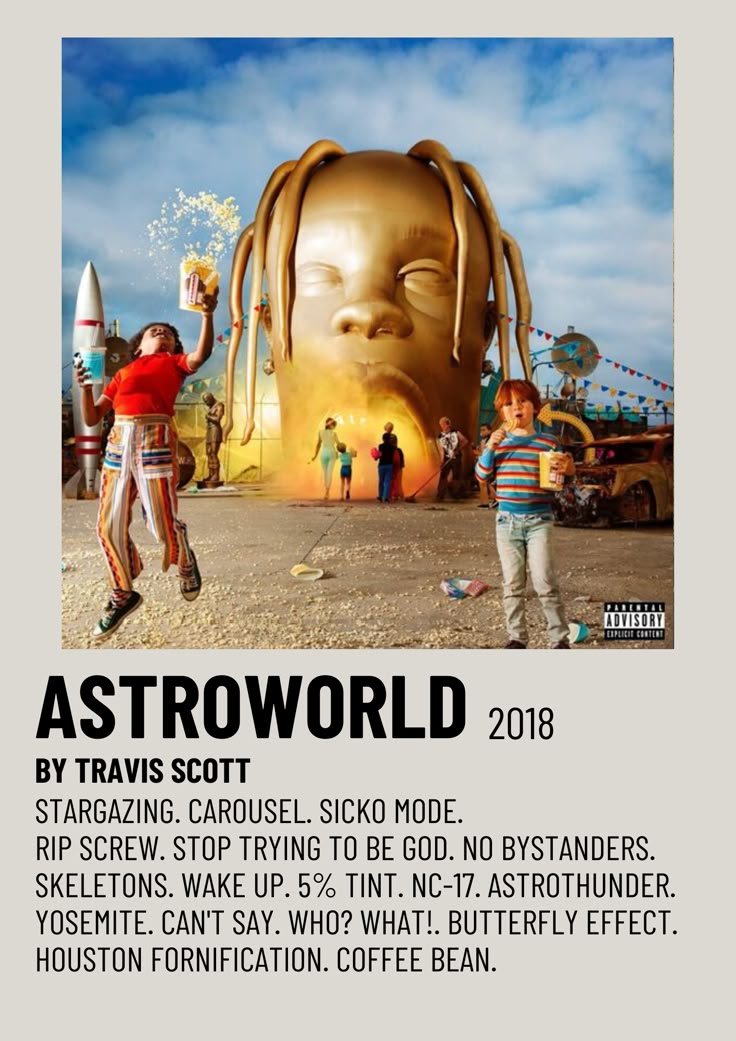 PARENTAL
ADVISORY
EXPLICIT CONTENT
ASTROWORLD 2018
BY TRAVIS SCOTT
STARGAZING. CAROUSEL. SICKO MODE.
RIP SCREW. STOP TRYING TO BE GOD. NO BYSTANDERS.
SKELETONS. WAKE UP. 5% TINT. NC-17. ASTROTHUNDER.
YOSEMITE. CAN'T SAY. WHO? WHAT!. BUTTERFLY EFFECT.
HOUSTON FORNIFICATION. COFFEE BEAN.